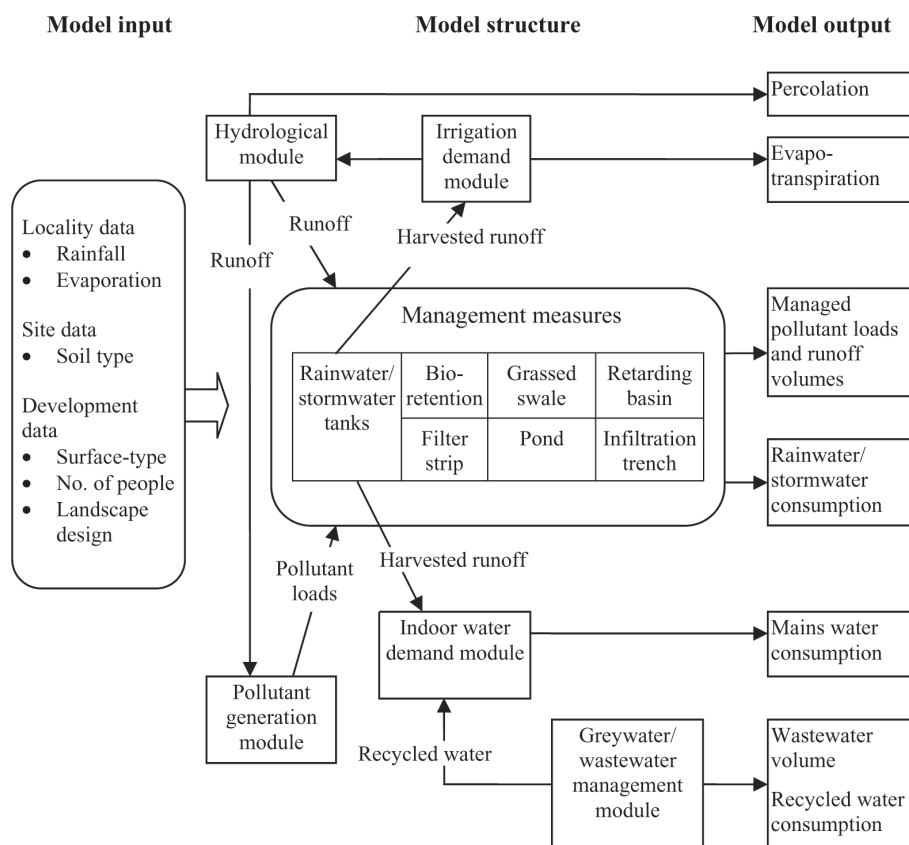 Model input
Model structure
Model output
Locality data
• Rainfall
• Evaporation
Site data
• Soil type
Development
data
• Surface-type
• No. of people
• Landscape
design
Hydrological
module
Irrigation
demand
module
Runoff
Runoff
Harvested runoff
Management measures
Rainwater/
stormwater
tanks
Bio-
retention
Grassed
swale
Retarding
basin
Filter
strip
Pond
Infiltration
trench
Pollutant
loads
Harvested runoff
Indoor water
demand module
Pollutant
generation
module
Recycled water
Greywater/
wastewater
management
module
Percolation
Evapo-
transpiration
Managed
pollutant loads
and runoff
volumes
Rainwater/
stormwater
consumption
Mains water
consumption
Wastewater
volume
Recycled water
consumption